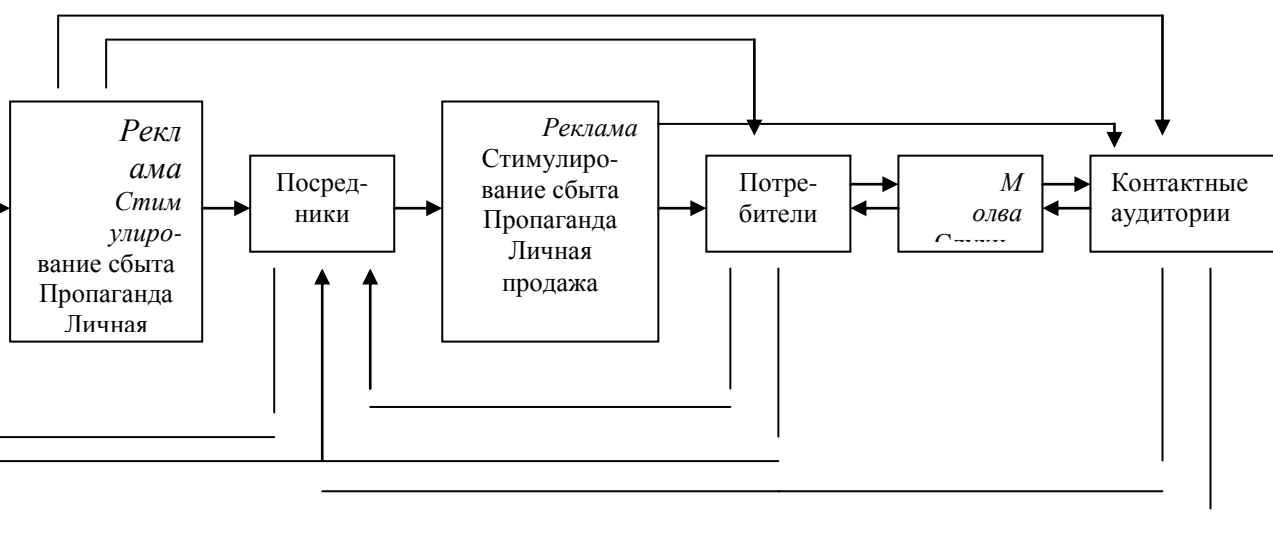 Рекл
ама
Стим
улиро-
вание сбыта
Пропаганда
Личная
Посред-
ники
Реклама
Стимулиро-
вание сбыта
Пропаганда
Личная
продажа
Потре-
бители
М
олва
Контактные
аудитории